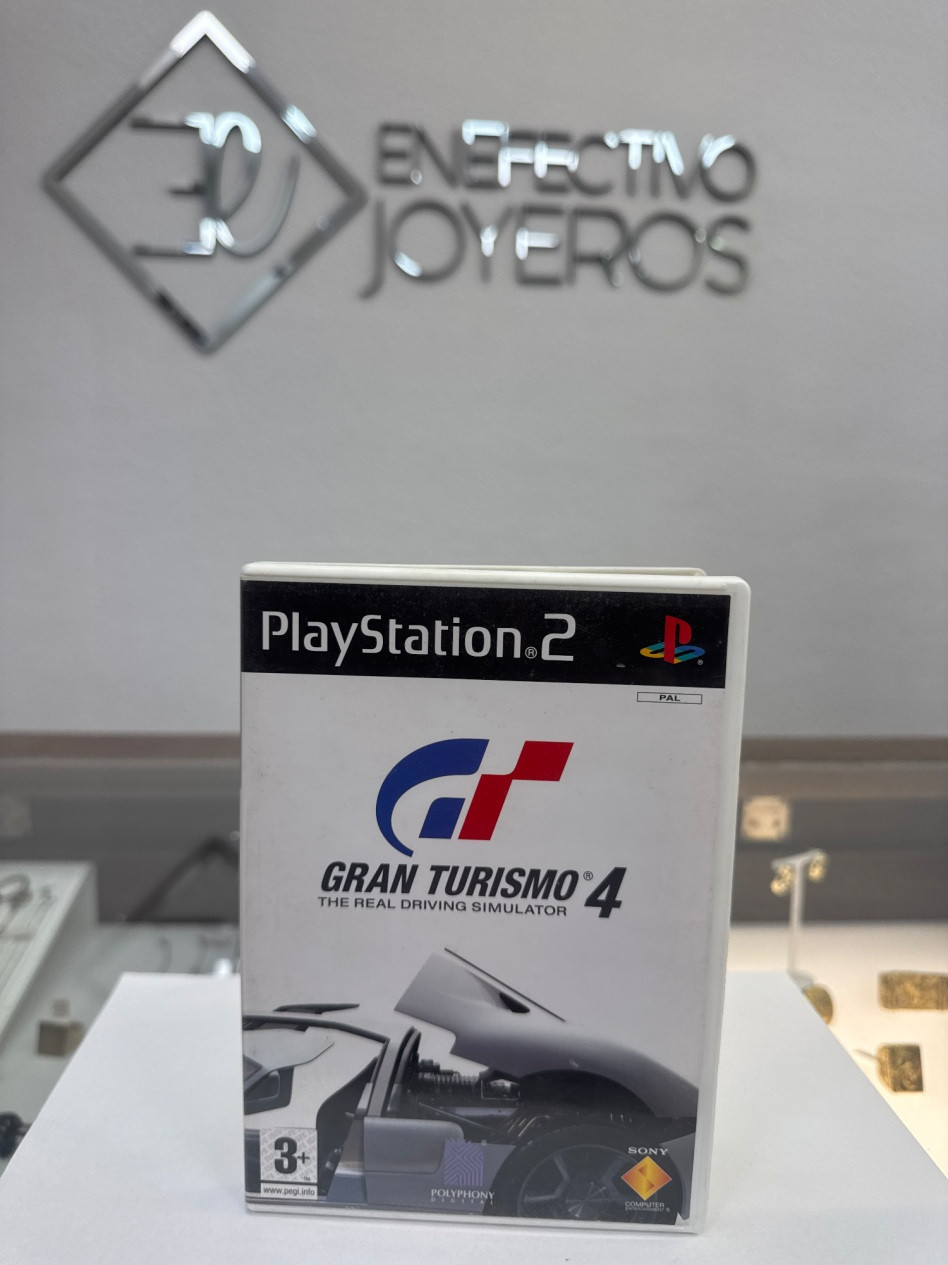 ENEFECTIVO
JOYEROS
PlayStation®2
PAL
GRAN TURISMO®4
THE REAL DRIVING SIMULATOR
3+
www.pegi.info
POLYPHONY
DIGITAL
SONY
COMPUTER
ENTERTAINMENT®